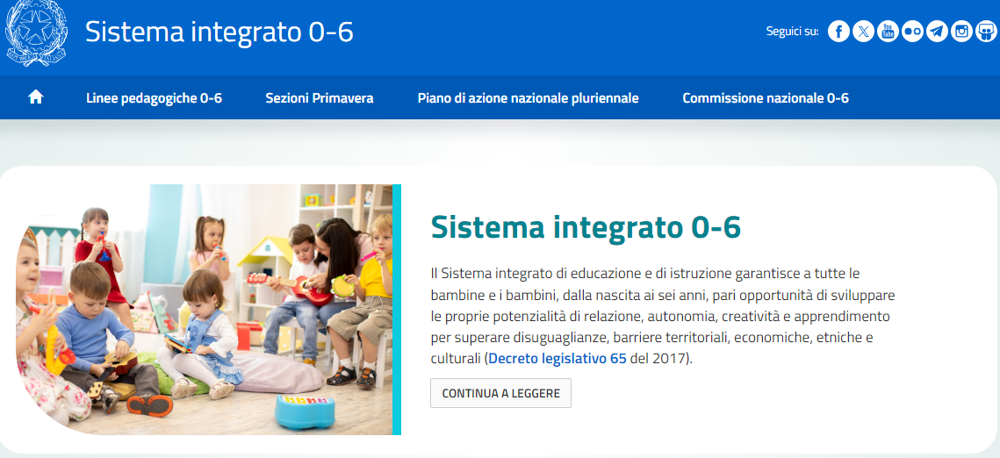 Sistema integrato 0-6
Seguici su:
Linee pedagogiche 0-6
Sezioni Primavera
Piano di azione nazionale pluriennale
Commissione nazionale 0-6
Sistema integrato 0-6
Il Sistema integrato di educazione e di istruzione garantisce a tutte le
bambine e i bambini, dalla nascita ai sei anni, pari opportunità di sviluppare
le proprie potenzialità di relazione, autonomia, creatività e apprendimento
per superare disuguaglianze, barriere territoriali, economiche, etniche e
culturali (Decreto legislativo 65 del 2017).
CONTINUA A LEGGERE